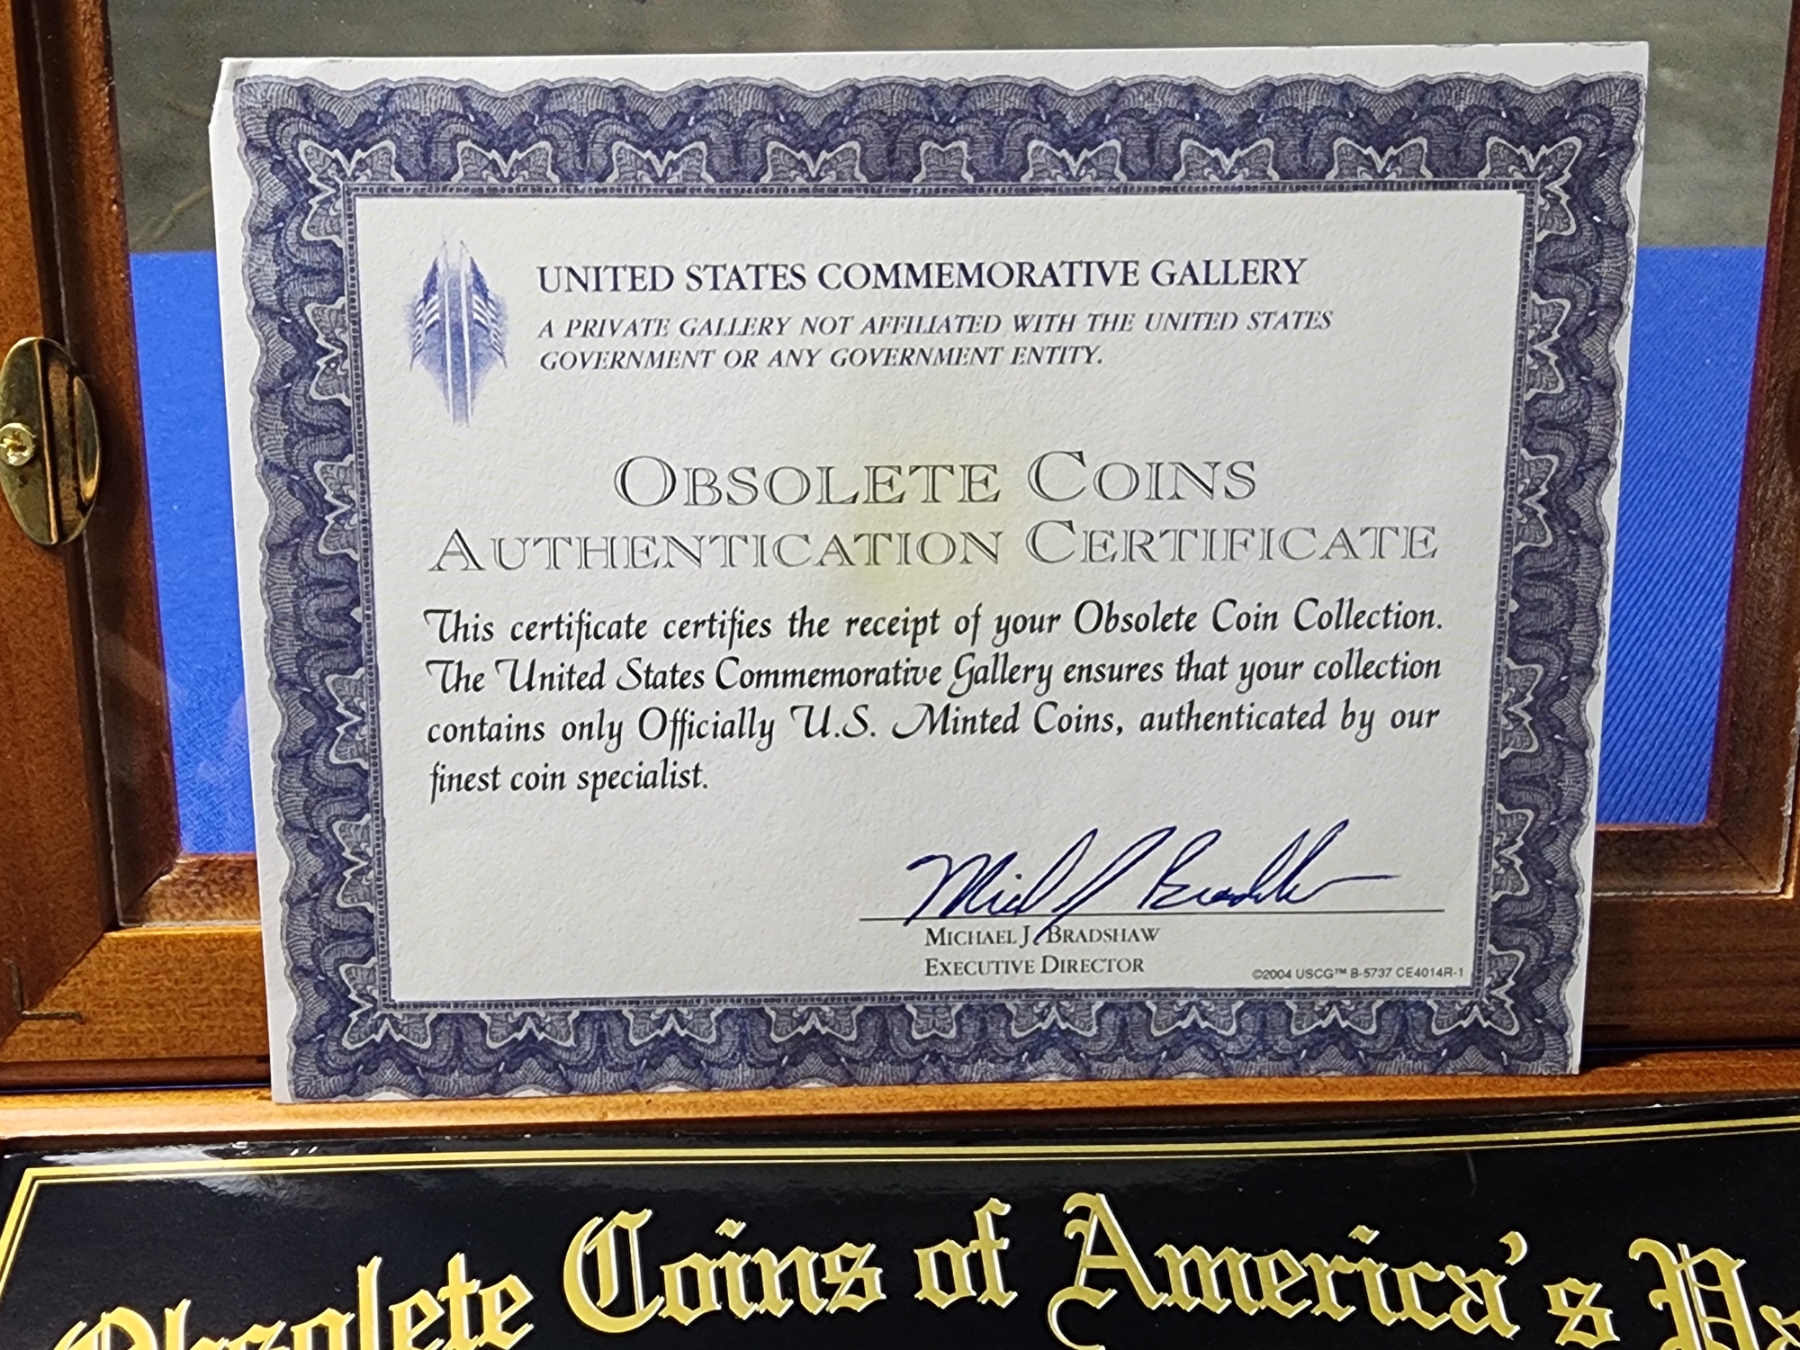 UNITED STATES COMMEMORATIVE GALLERY
A PRIVATE GALLERY NOT AFFILIATED WITH THE UNITED STATES
GOVERNMENT OR ANY GOVERNMENT ENTITY.
OBSOLETE COINS
AUTHENTICATION CERTIFICATE
This certificate certifies the receipt of your Obsolete Coin Collection.
The United States Commemorative Gallery ensures that your collection
contains only Officially U.S. Minted Coins, authenticated by our
finest coin specialist.
Michael J Bradshaw
MICHAEL J. BRADSHAW
EXECUTIVE DIRECTOR
©2004 USCG™ B-5737 CE4014R-1
Obsolete Coins of America's